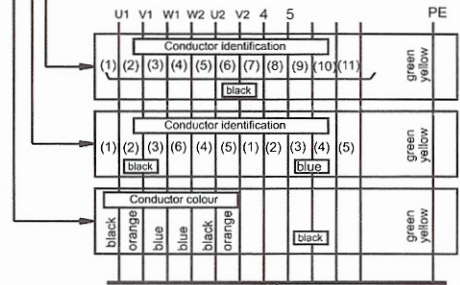 U1 V1 W1 W2 U2 V2 4 5 PE
Conductor identification
(1) (2) (3) (4) (5) (6) (7) (8) (9) (10) (11)
black
green
yellow
Conductor identification
(1) (2) (3) (6) (4) (5) (1) (2) (3) (4) (5)
black
blue
green
yellow
Conductor colour
black
orange
blue
blue
black
orange
black
green
yellow